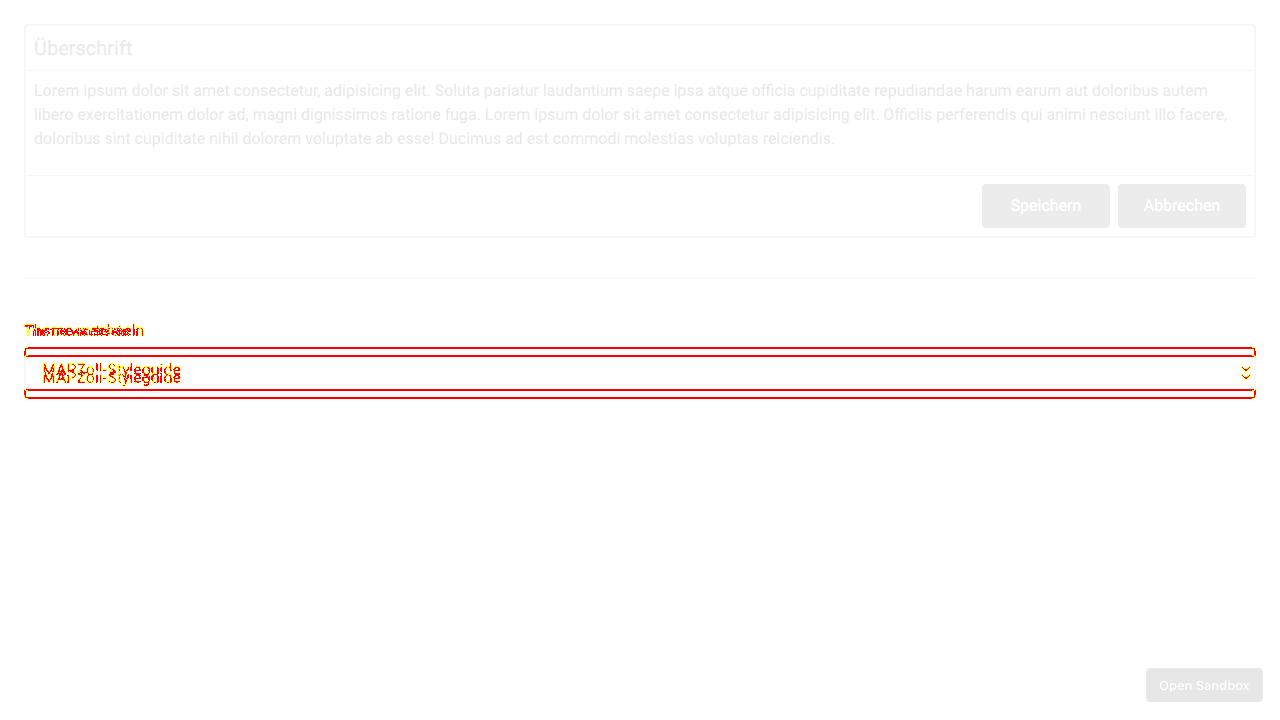 Überschrift
Lorem ipsum dolor sit amet consectetur, adipisicing elit. Soluta pariatur laudantium saepe ipsa atque officia cupiditate repudiandae harum earum aut doloribus autem
libero exercitationem dolor ad, magni dignissimos ratione fuga. Lorem ipsum dolor sit amet consectetur adipisicing elit. Officiis perferendis qui animi nesciunt illo facere,
doloribus sint cupiditate nihil dolorem voluptate ab esse! Ducimus ad est commodi molestias voluptas reiciendis.
Speichern Abbrechen
MAPZoll-Styleguide
MAPZoll-Styleguide
Open Sandbox